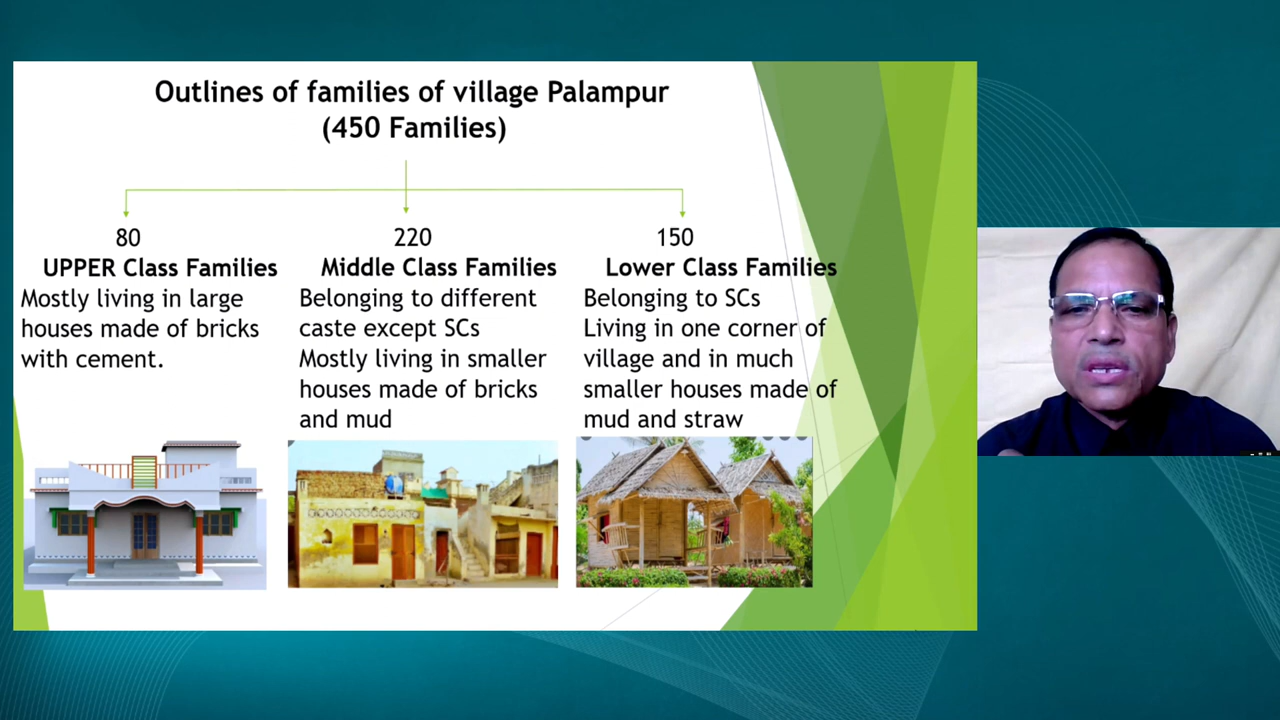 Outlines of families of village Palampur
(450 Families)
80
UPPER Class Families
Mostly living in large
houses made of bricks
with cement.
220
Middle Class Families
Belonging to different
caste except SCs
Mostly living in smaller
houses made of bricks
and mud
150
Lower Class Families
Belonging to SCs
Living in one corner of
village and in much
smaller houses made of
mud and straw